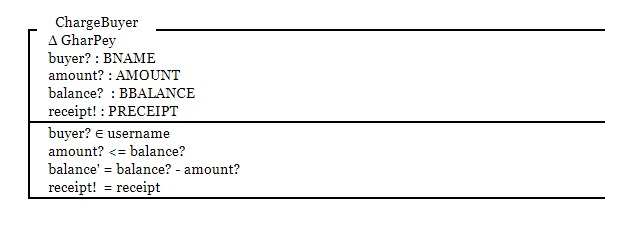 ChargeBuyer
Δ GharPey
buyer? : BNAME
amount? : AMOUNT
balance?  : BBALANCE
receipt! : PRECEIPT
buyer? ∈ username
amount? <= balance?
balance' = balance? - amount?
receipt!  = receipt